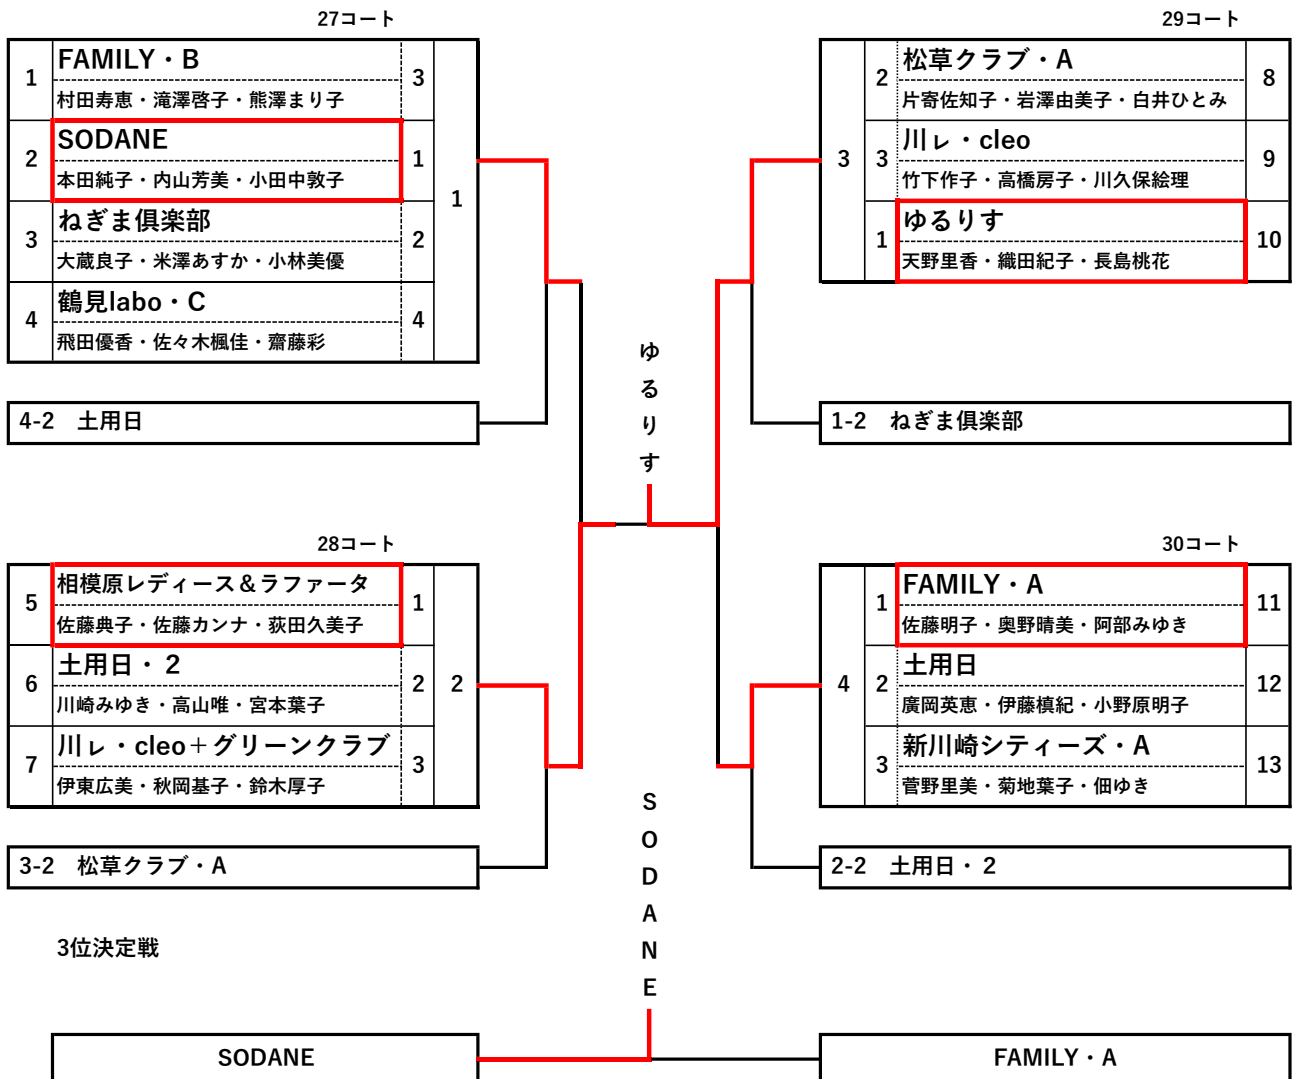 27コート
1
FAMILY・B
村田寿恵・滝澤啓子・熊澤まり子
3
2
SODANE
本田純子・内山芳美・小田中敦子
1
3
ねぎま倶楽部
大蔵良子・米澤あすか・小林美優
2
4
鶴見labo・C
飛田優香・佐々木楓佳・齋藤彩
4
1
4-2　土用日
28コート
5
相模原レディース＆ラファータ
佐藤典子・佐藤カンナ・荻田久美子
1
6
土用日・２
川崎みゆき・高山唯・宮本葉子
2
7
川レ・cleo＋グリーンクラブ
伊東広美・秋岡基子・鈴木厚子
3
2
3-2　松草クラブ・A
ゆるりす
29コート
3
2
松草クラブ・A
片寄佐知子・岩澤由美子・白井ひとみ
8
3
川レ・cleo
竹下作子・高橋房子・川久保絵理
9
1
ゆるりす
天野里香・織田紀子・長島桃花
10
1-2　ねぎま倶楽部
30コート
4
1
FAMILY・A
佐藤明子・奥野晴美・阿部みゆき
11
2
土用日
廣岡英恵・伊藤槙紀・小野原明子
12
3
新川崎シティーズ・A
菅野里美・菊地葉子・佃ゆき
13
2-2　土用日・２
3位決定戦
SODANE
SODANE
FAMILY・A